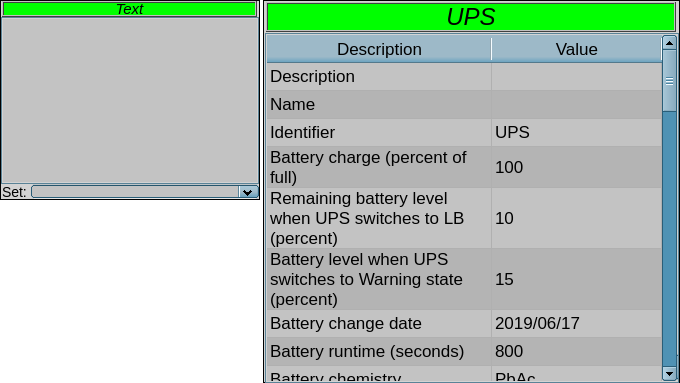 Text
Set:
UPS
Description Value
Description
Name
Identifier UPS
Battery charge (percent of
full) 100
Remaining battery level
when UPS switches to LB 10
(percent)
Battery level when UPS
switches to Warning state 15
(percent)
Battery change date 2019/06/17
Battery runtime (seconds) 800
Battery chemistry PbAc